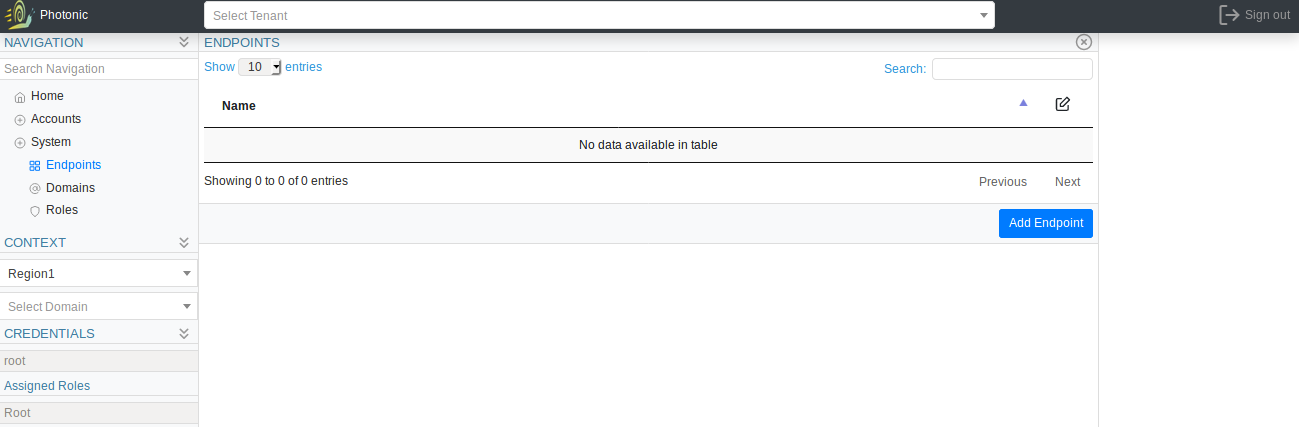 Photonic
Select Tenant
Sign out
NAVIGATION
Search Navigation
Home
Accounts
System
Endpoints
Domains
Roles
CONTEXT
Region1
Select Domain
CREDENTIALS
root
Assigned Roles
Root
ENDPOINTS
Show 10 entries
Search:
Name
No data available in table
Showing 0 to 0 of 0 entries
Previous Next
Add Endpoint